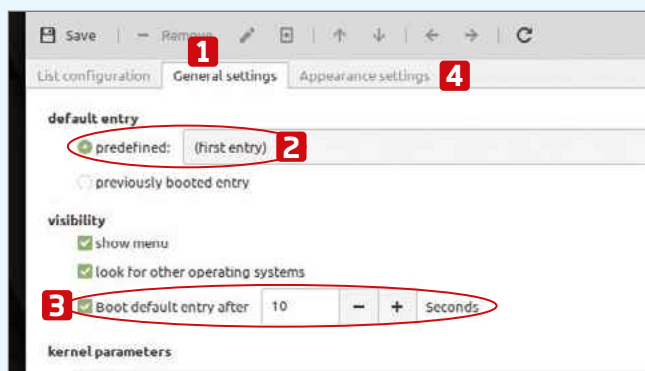 Save Remove
1
List configuration General settings Appearance settings 4
default entry
predefined: (first entry) 2
previously booted entry
visibility
show menu
look for other operating systems
3 Boot default entry after 10 − + Seconds
kernel parameters